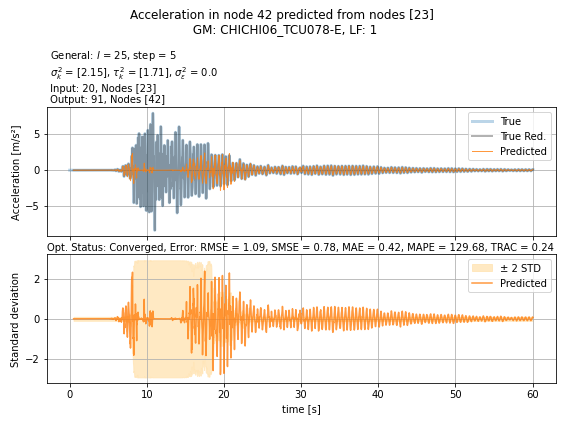 Acceleration in node 42 predicted from nodes [23]
GM: CHICHI06_TCU078-E, LF: 1
General: l = 25, step = 5
σ²ₖ = [2.15], τ²ₖ = [1.71], σ²ε = 0.0
Input: 20, Nodes [23]
Output: 91, Nodes [42]
Acceleration [m/s²]
5
0
−5
True
True Red.
Predicted
Opt. Status: Converged, Error: RMSE = 1.09, SMSE = 0.78, MAE = 0.42, MAPE = 129.68, TRAC = 0.24
Standard deviation
2
0
−2
± 2 STD
Predicted
0 10 20 30 40 50 60
time [s]